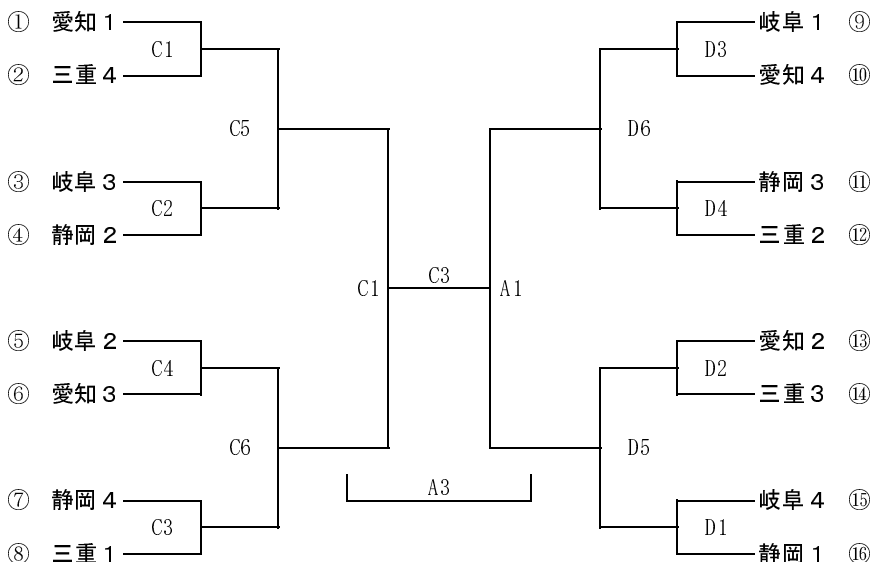 ① 愛知1 岐阜1 ⑨
C1 D3
② 三重4 愛知4 ⑩
C5 D6
③ 岐阜3 静岡3 ⑪
C2 D4
④ 静岡2 三重2 ⑫
C1 C3 A1
⑤ 岐阜2 愛知2 ⑬
C4 D2
⑥ 愛知3 三重3 ⑭
C6 D5
A3
⑦ 静岡4 岐阜4 ⑮
C3 D1
⑧ 三重1 静岡1 ⑯